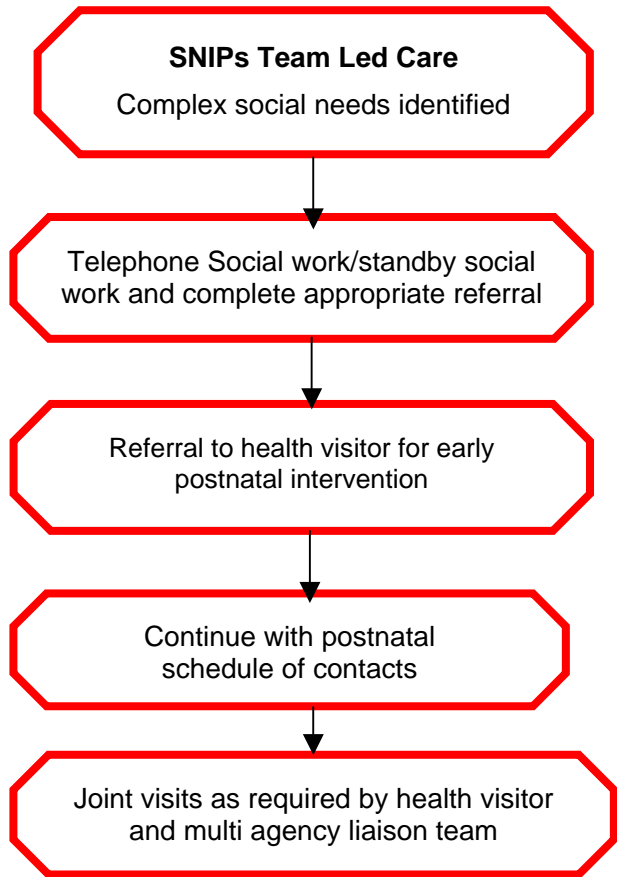 SNIPs Team Led Care
Complex social needs identified
Telephone Social work/standby social
work and complete appropriate referral
Referral to health visitor for early
postnatal intervention
Continue with postnatal
schedule of contacts
Joint visits as required by health visitor
and multi agency liaison team